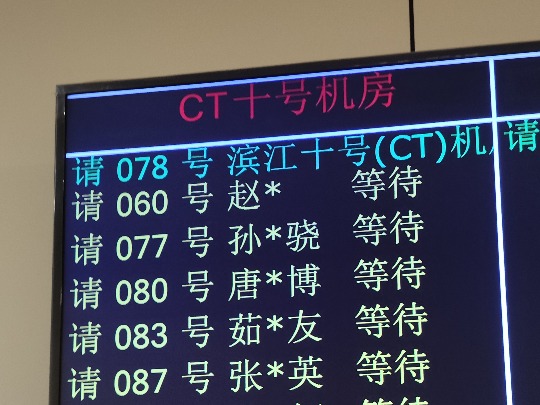 CT十号机房
请 078 号 滨江十号(CT)机 请
请 060 号 赵* 等待
请 077 号 孙*骁 等待
请 080 号 唐*博 等待
请 083 号 茹*友 等待
请 087 号 张*英 等待